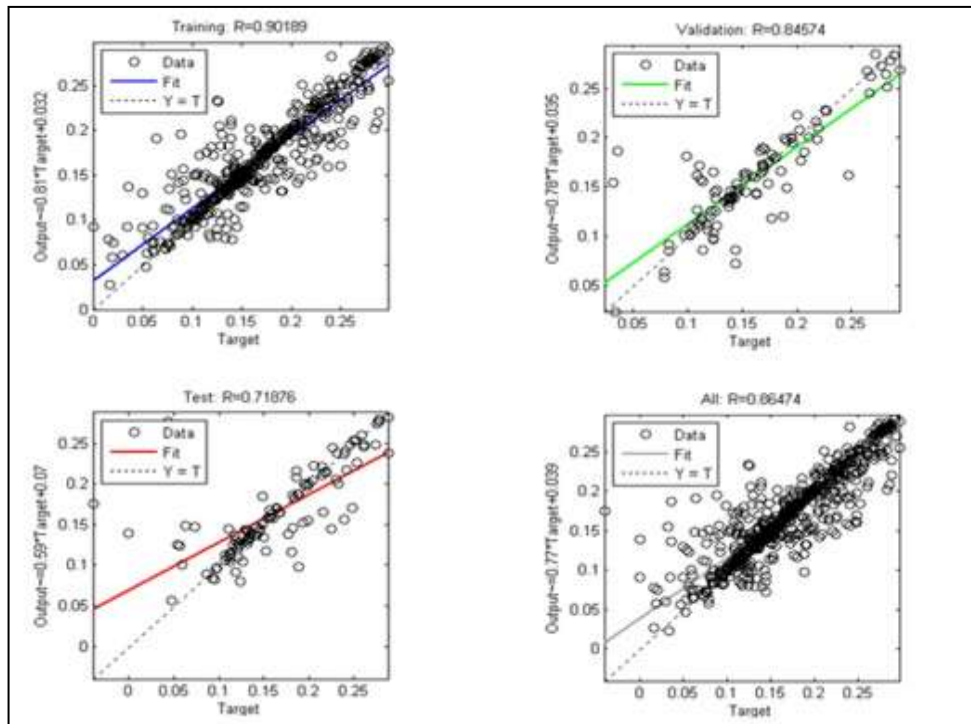 Training: R=0.90189
Data
Fit
Y = T
Output~=0.81*Target+0.032
0.25
0.2
0.15
0.1
0.05
0
0 0.05 0.1 0.15 0.2 0.25
Target
Validation: R=0.84574
Data
Fit
Y = T
Output~=0.78*Target+0.035
0.25
0.2
0.15
0.1
0.05
0.05 0.1 0.15 0.2 0.25
Target
Test: R=0.71876
Data
Fit
Y = T
Output~=0.59*Target+0.07
0.25
0.2
0.15
0.1
0.05
0
0 0.05 0.1 0.15 0.2 0.25
Target
All: R=0.86474
Data
Fit
Y = T
Output~=0.77*Target+0.039
0.25
0.2
0.15
0.1
0.05
0
0 0.05 0.1 0.15 0.2 0.25
Target